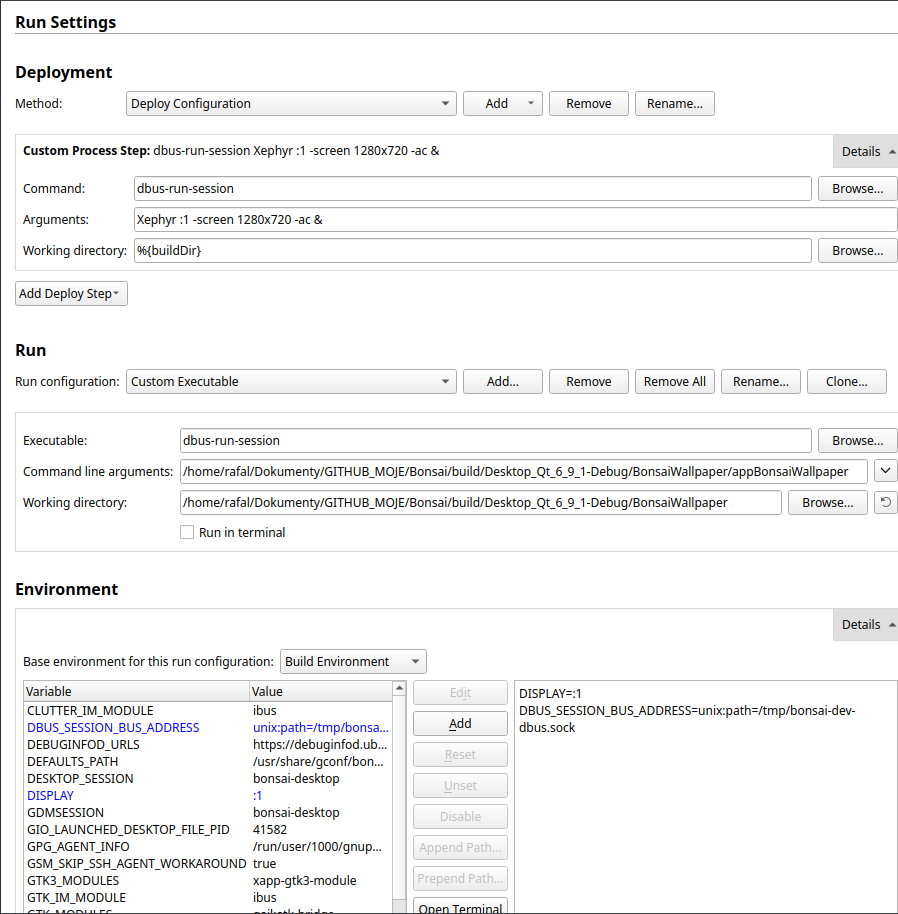 Run Settings
Deployment
Method: Deploy Configuration Add Remove Rename...
Custom Process Step: dbus-run-session Xephyr :1 -screen 1280x720 -ac & Details
Command: dbus-run-session Browse...
Arguments: Xephyr :1 -screen 1280x720 -ac &
Working directory: %{buildDir} Browse...
Add Deploy Step
Run
Run configuration: Custom Executable Add... Remove Remove All Rename... Clone...
Executable: dbus-run-session Browse...
Command line arguments: /home/rafal/Dokumenty/GITHUB_MOJE/Bonsai/build/Desktop_Qt_6_9_1-Debug/BonsaiWallpaper/appBonsaiWallpaper
Working directory: /home/rafal/Dokumenty/GITHUB_MOJE/Bonsai/build/Desktop_Qt_6_9_1-Debug/BonsaiWallpaper Browse...
Run in terminal
Environment
Details
Base environment for this run configuration: Build Environment
Variable Value
CLUTTER_IM_MODULE ibus
DBUS_SESSION_BUS_ADDRESS unix:path=/tmp/bonsa...
DEBUGINFOD_URLS https://debuginfod.ub...
DEFAULTS_PATH /usr/share/gconf/bon...
DESKTOP_SESSION bonsai-desktop
DISPLAY :1
GDMSESSION bonsai-desktop
GIO_LAUNCHED_DESKTOP_FILE_PID 41582
GPG_AGENT_INFO /run/user/1000/gnup...
GSM_SKIP_SSH_AGENT_WORKAROUND true
GTK3_MODULES xapp-gtk3-module
GTK_IM_MODULE ibus
GTK_MODULES gail:atk-bridge
Edit
Add
Reset
Unset
Disable
Append Path...
Prepend Path...
Open Terminal
DISPLAY=:1
DBUS_SESSION_BUS_ADDRESS=unix:path=/tmp/bonsai-dev-
dbus.sock